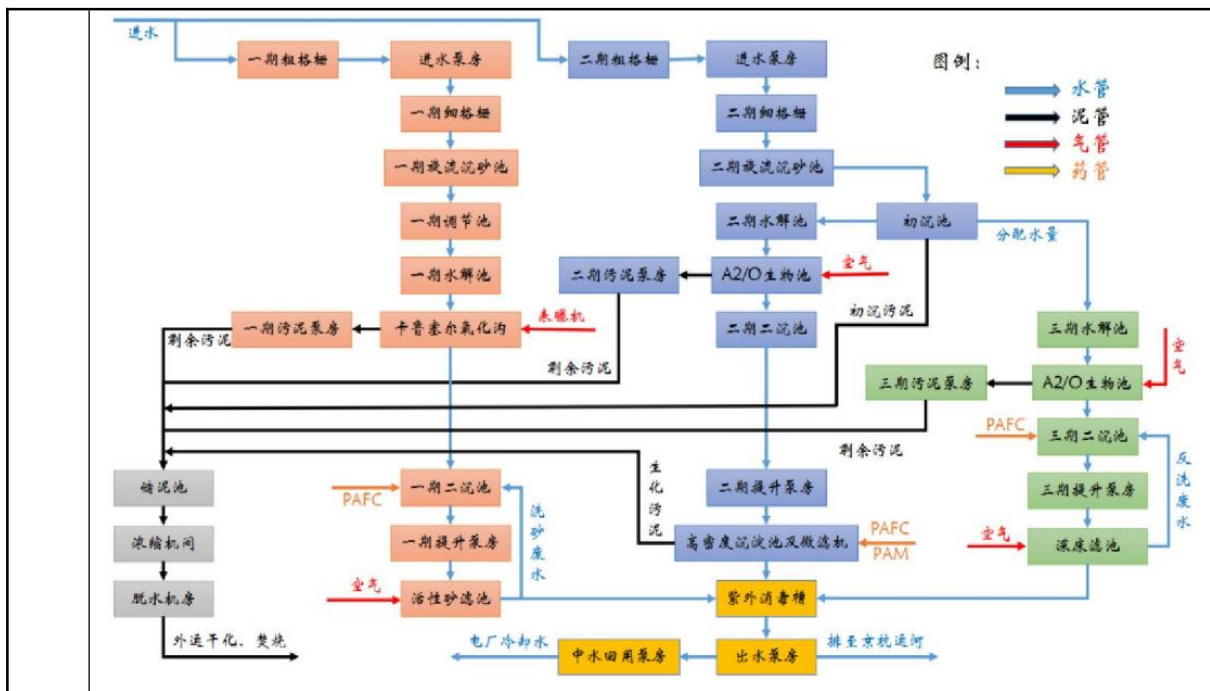 进水
一期粗格栅
进水泵房
二期粗格栅
进水泵房
图例：
水管
泥管
气管
药管
一期细格栅
二期细格栅
一期旋流沉砂池
二期旋流沉砂池
一期调节池
二期水解池
初沉池
分配水量
一期水解池
二期污泥泵房
A2/O生物池
空气
初沉污泥
剩余污泥
一期污泥泵房
卡鲁塞尔氧化沟
表曝机
二期二沉池
三期水解池
空气
剩余污泥
三期污泥泵房
A2/O生物池
PAFC
三期二沉池
剩余污泥
储泥池
PAFC
一期二沉池
洗砂废水
生化污泥
二期提升泵房
三期提升泵房
反洗废水
浓缩机间
一期提升泵房
高密度沉淀池及微滤机
PAFC
PAM
空气
深床滤池
脱水机房
空气
活性砂滤池
紫外消毒槽
外运干化、焚烧
电厂冷却水
中水回用泵房
出水泵房
排至京杭运河